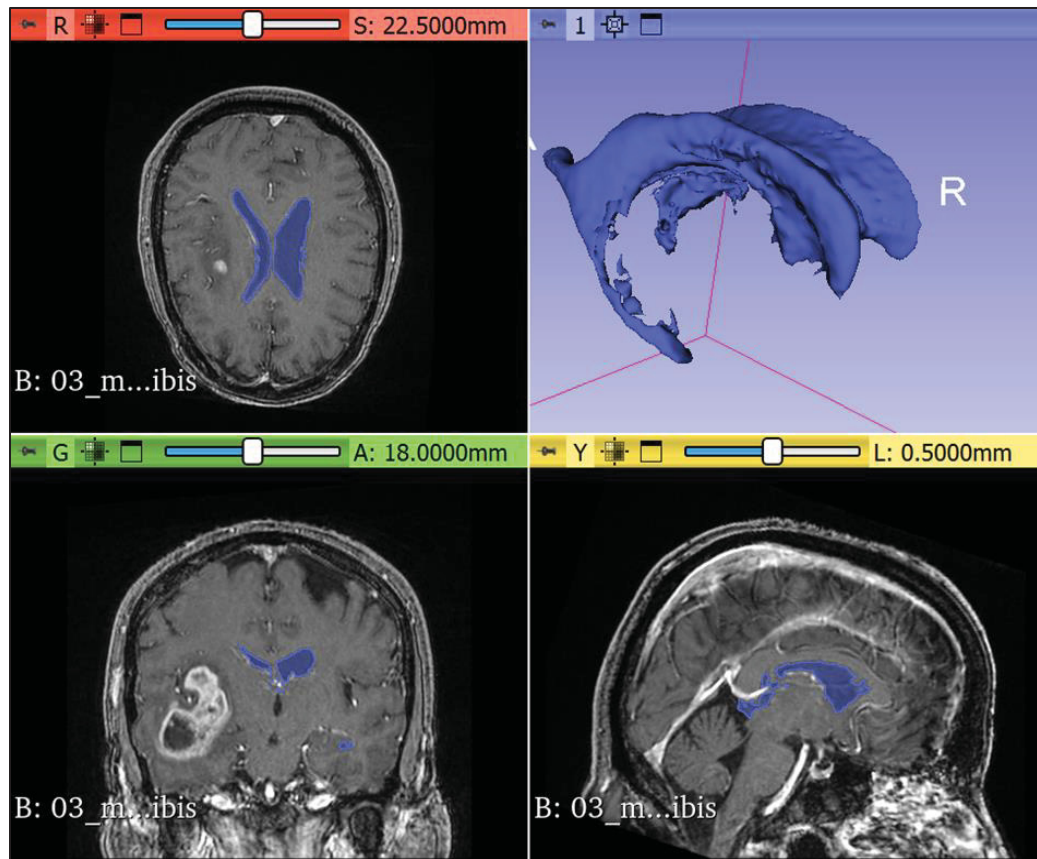 R S: 22.5000mm
1
R
B: 03_m...ibis
G A: 18.0000mm
Y L: 0.5000mm
B: 03_m...ibis
B: 03_m...ibis